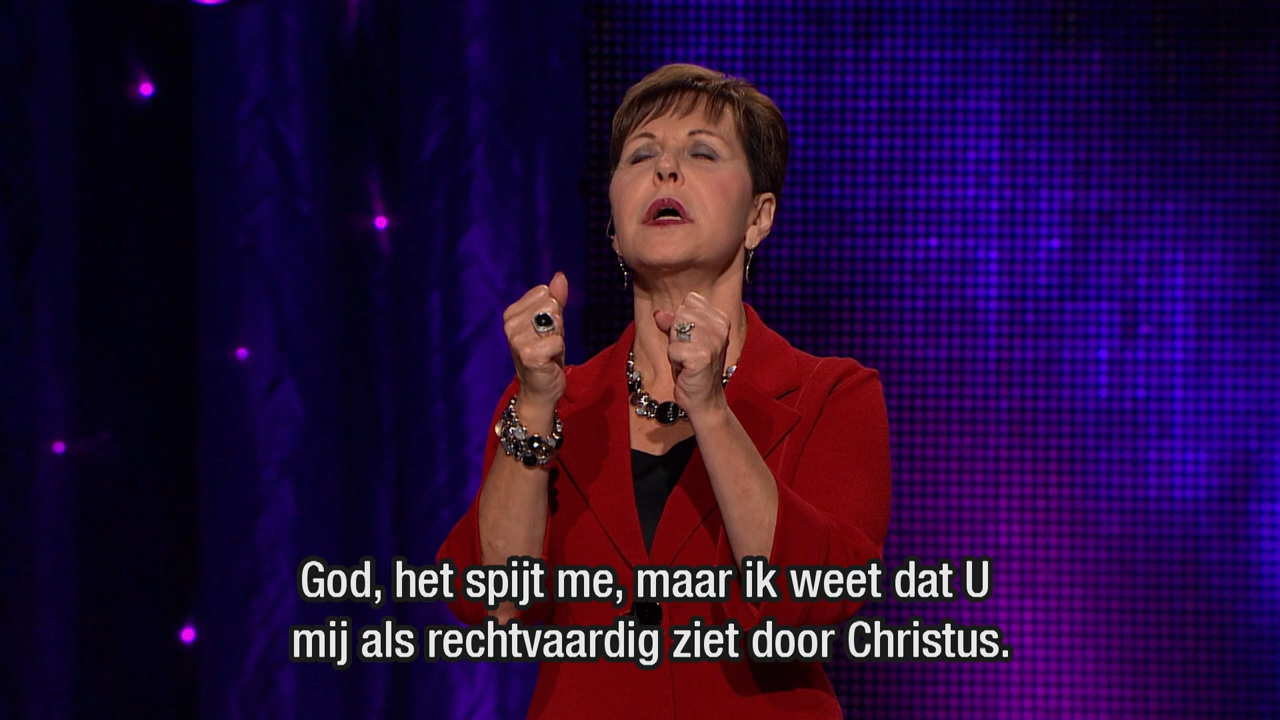 God, het spijt me, maar ik weet dat U
mij als rechtvaardig ziet door Christus.